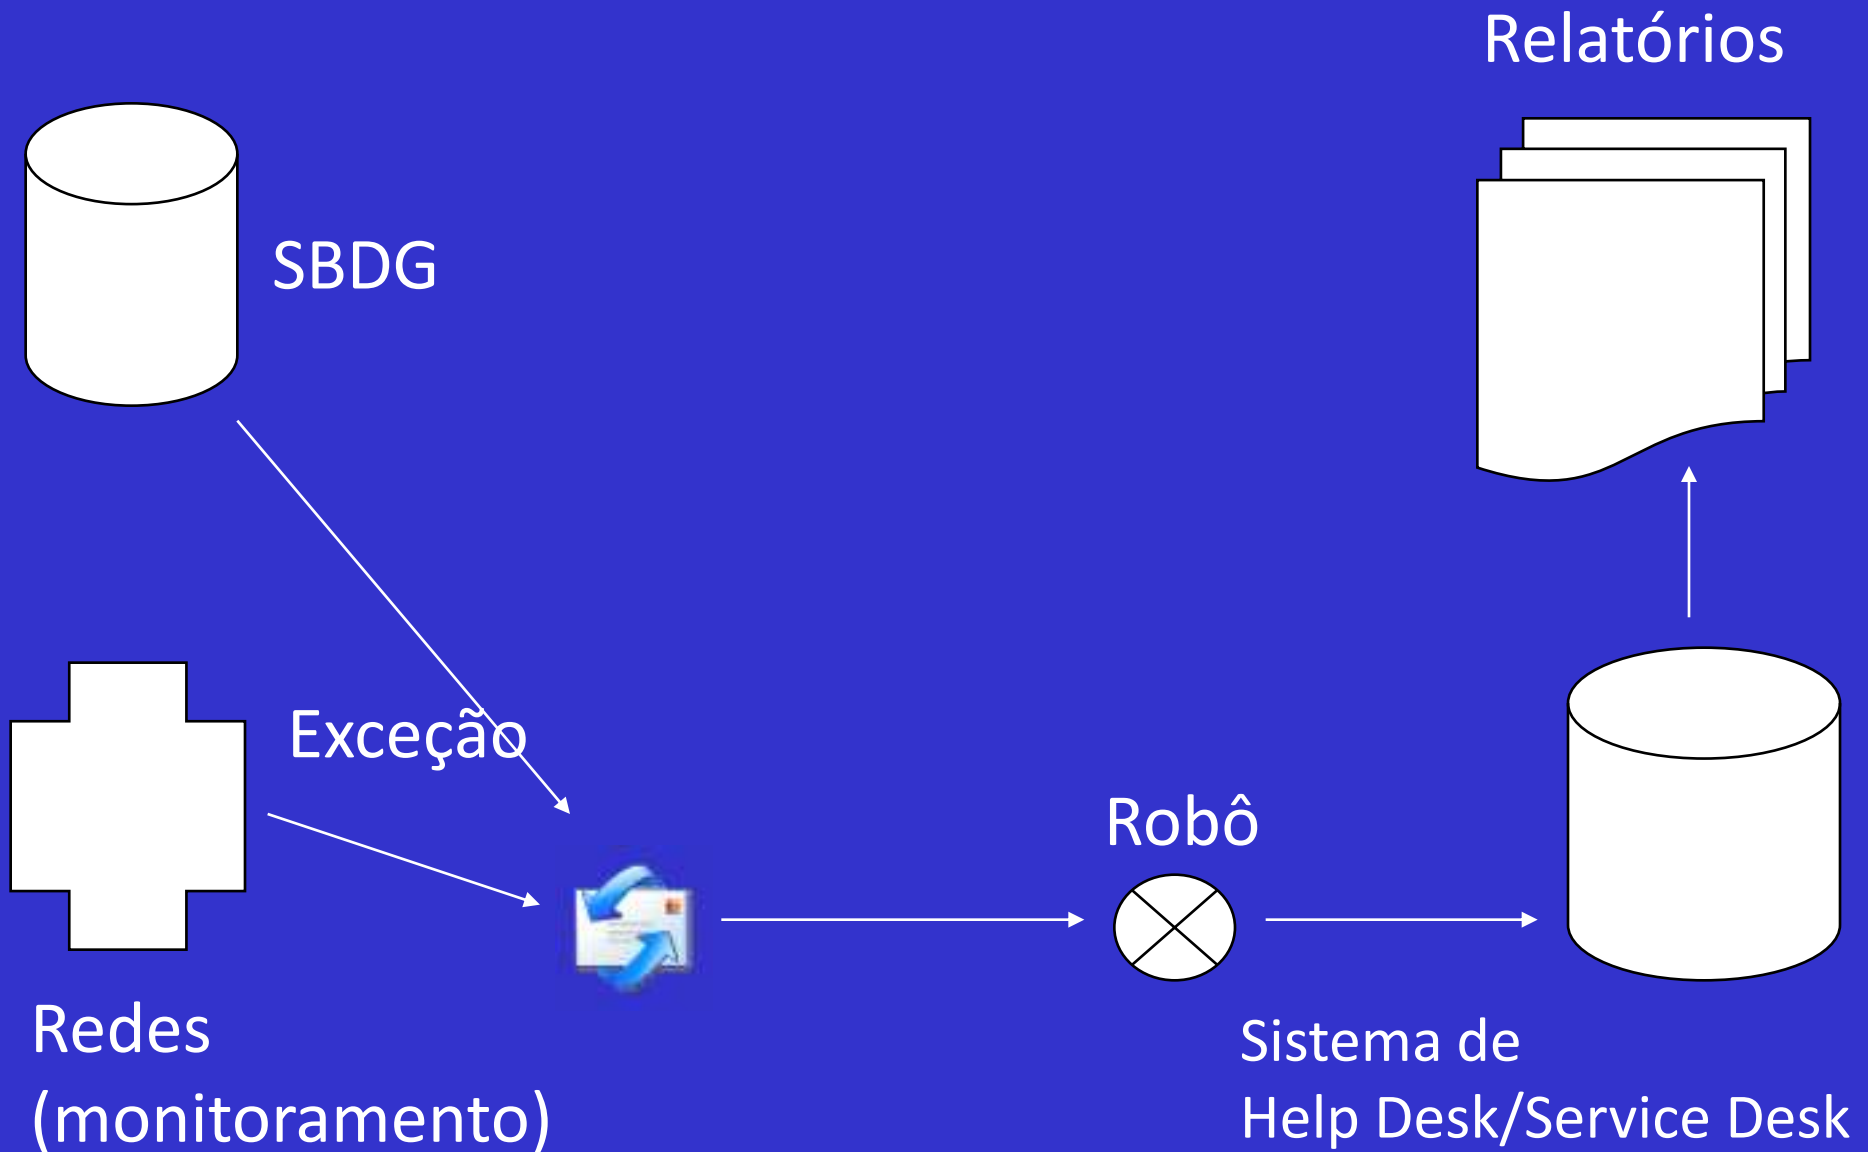 Relatórios
SBDG
Exceção
Robô
Redes
(monitoramento)
Sistema de
Help Desk/Service Desk